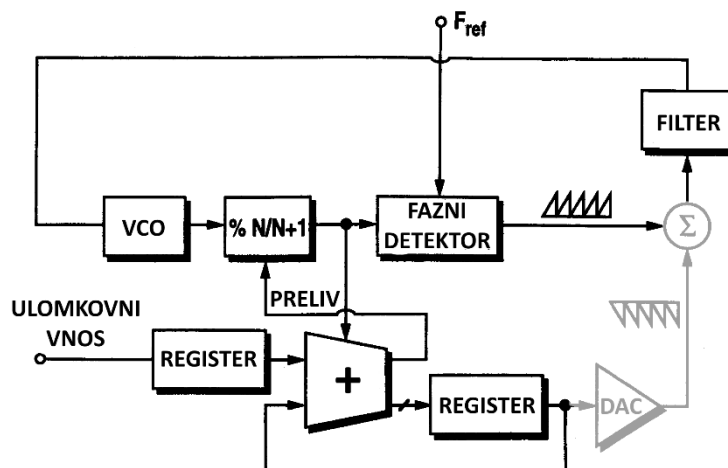 Fref
FILTER
VCO
% N/N+1
FAZNI
DETEKTOR
Σ
PRELIV
ULOMKOVNI
VNOS
REGISTER
+
REGISTER
DAC